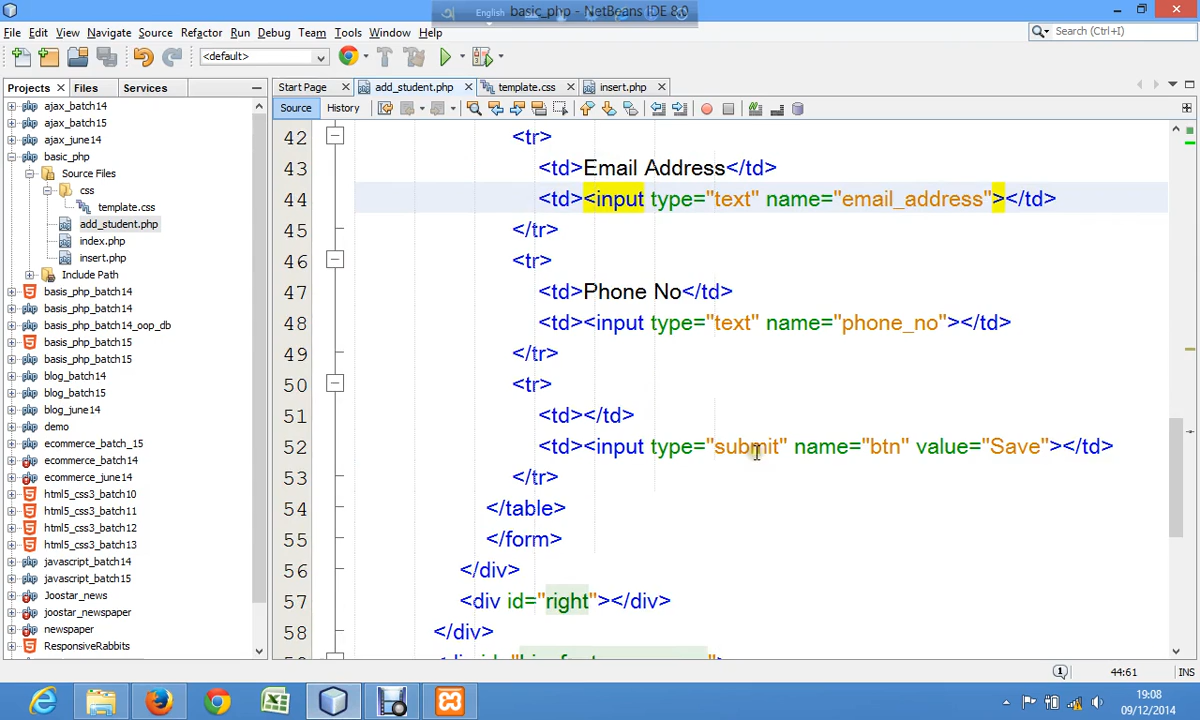 English basic_php - NetBeans IDE 8.0
File Edit View Navigate Source Refactor Run Debug Team Tools Window Help
Search (Ctrl+I)
<default>
Projects Files Services
Start Page add_student.php template.css insert.php
Source History
ajax_batch14
ajax_batch15
ajax_june14
basic_php
Source Files
css
template.css
add_student.php
index.php
insert.php
Include Path
basis_php_batch14
basis_php_batch14
basis_php_batch14_oop_db
basis_php_batch15
basis_php_batch15
blog_batch14
blog_batch15
blog_june14
demo
ecommerce_batch_15
ecommerce_batch14
ecommerce_june14
html5_css3_batch10
html5_css3_batch11
html5_css3_batch12
html5_css3_batch13
javascript_batch14
javascript_batch15
Joostar_news
joostar_newspaper
newspaper
ResponsiveRabbits
42 <tr>
43 <td>Email Address</td>
44 <td><input type="text" name="email_address"></td>
45 </tr>
46 <tr>
47 <td>Phone No</td>
48 <td><input type="text" name="phone_no"></td>
49 </tr>
50 <tr>
51 <td></td>
52 <td><input type="submit" name="btn" value="Save"></td>
53 </tr>
54 </table>
55 </form>
56 </div>
57 <div id="right"></div>
58 </div>
1 44:61 INS
19:08
09/12/2014